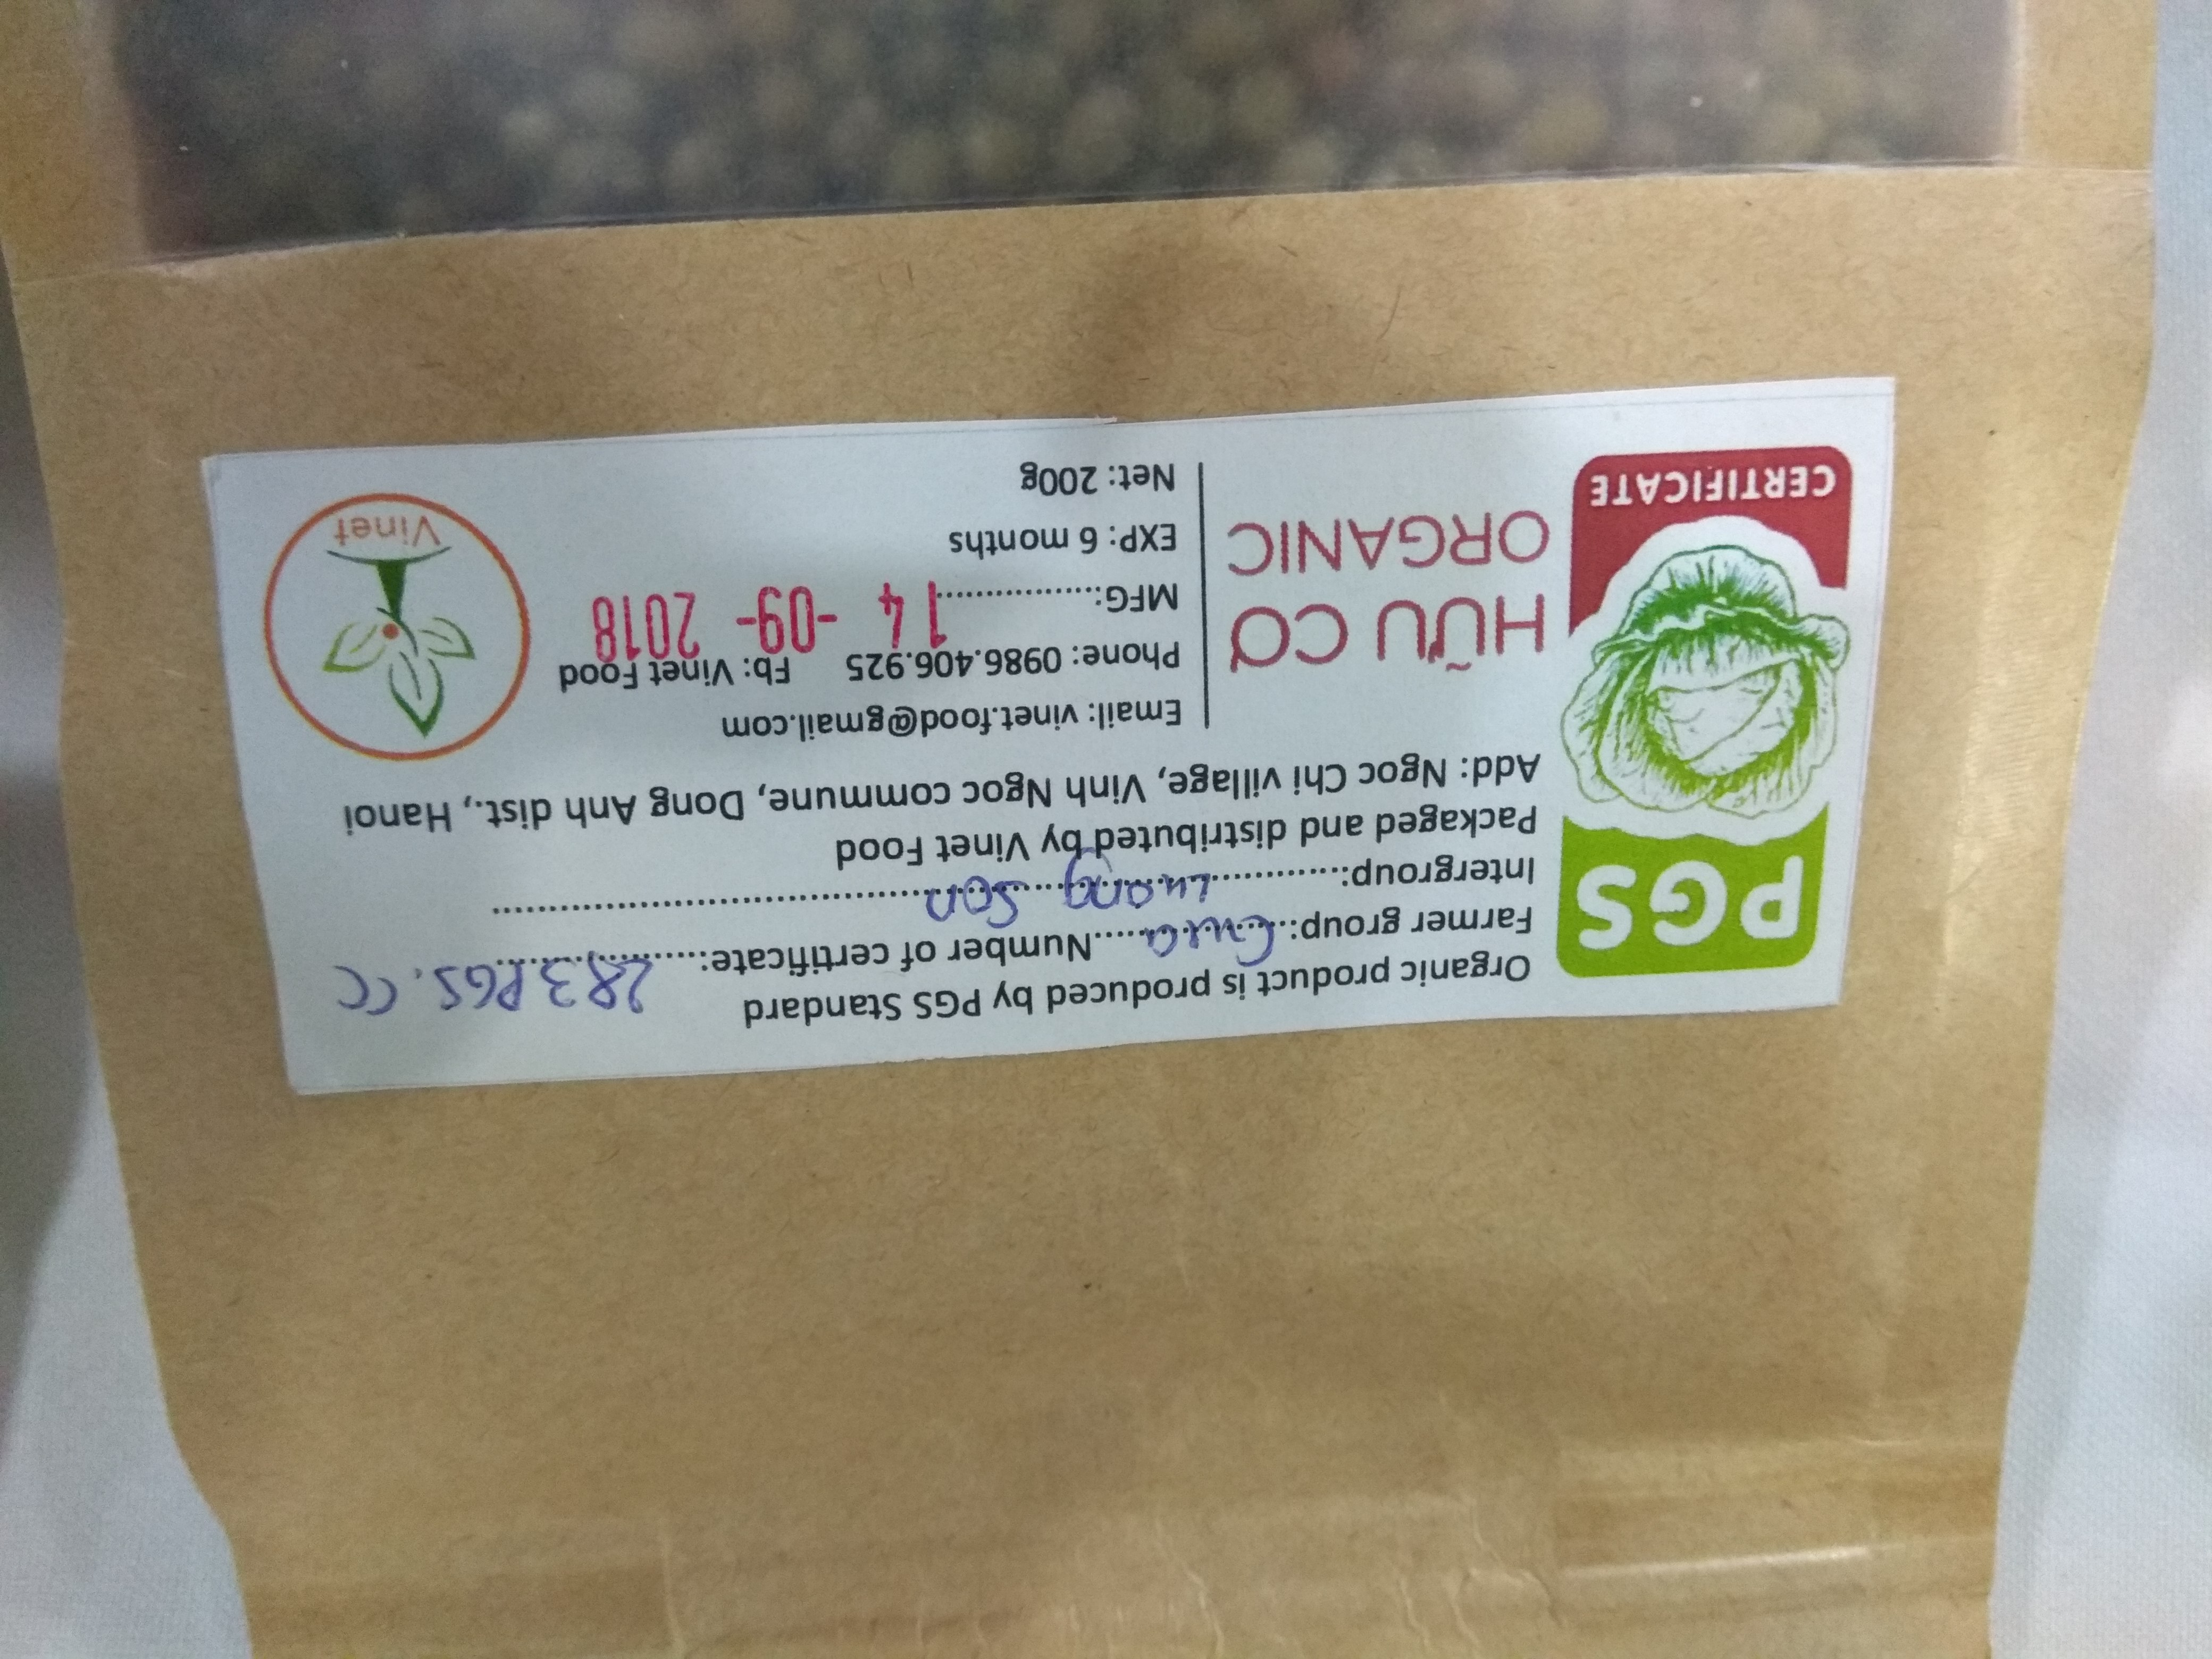 PGS
CERTIFICATE
Organic product is produced by PGS Standard
Farmer group:.................Number of certificate:.................. 283 PGS. CC
Intergroup:.... Luong Son ....
Packaged and distributed by Vinet Food
Add: Ngoc Chi village, Vinh Ngoc commune, Dong Anh dist., Hanoi
HỮU CƠ
ORGANIC
Email: vinet.food@gmail.com
Phone: 0986.406.925 Fb: Vinet Food
MFG:.................. 14 -09- 2018
EXP: 6 months
Net: 200g
Vinet